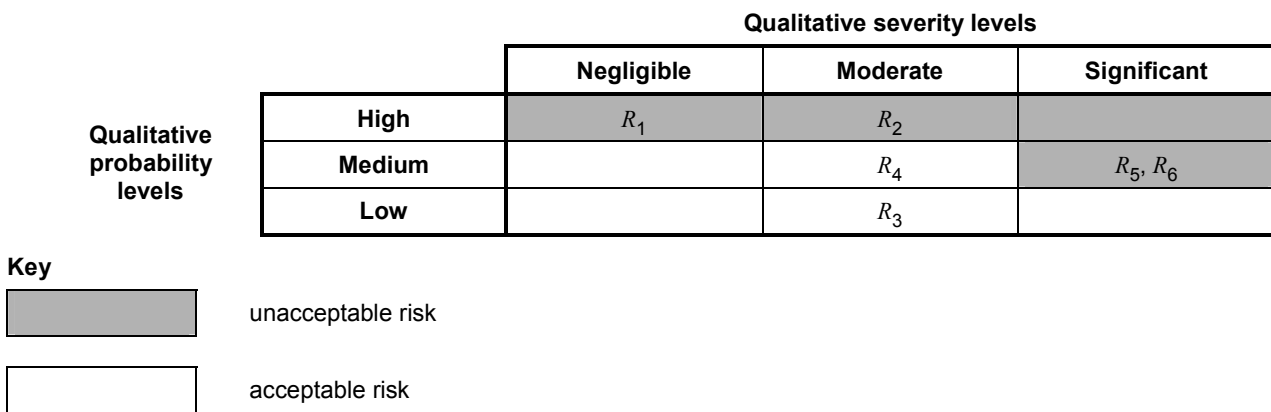 Qualitative severity levels
Negligible Moderate Significant
Qualitative probability levels
High R1 R2
Medium R4 R5, R6
Low R3
Key
unacceptable risk
acceptable risk